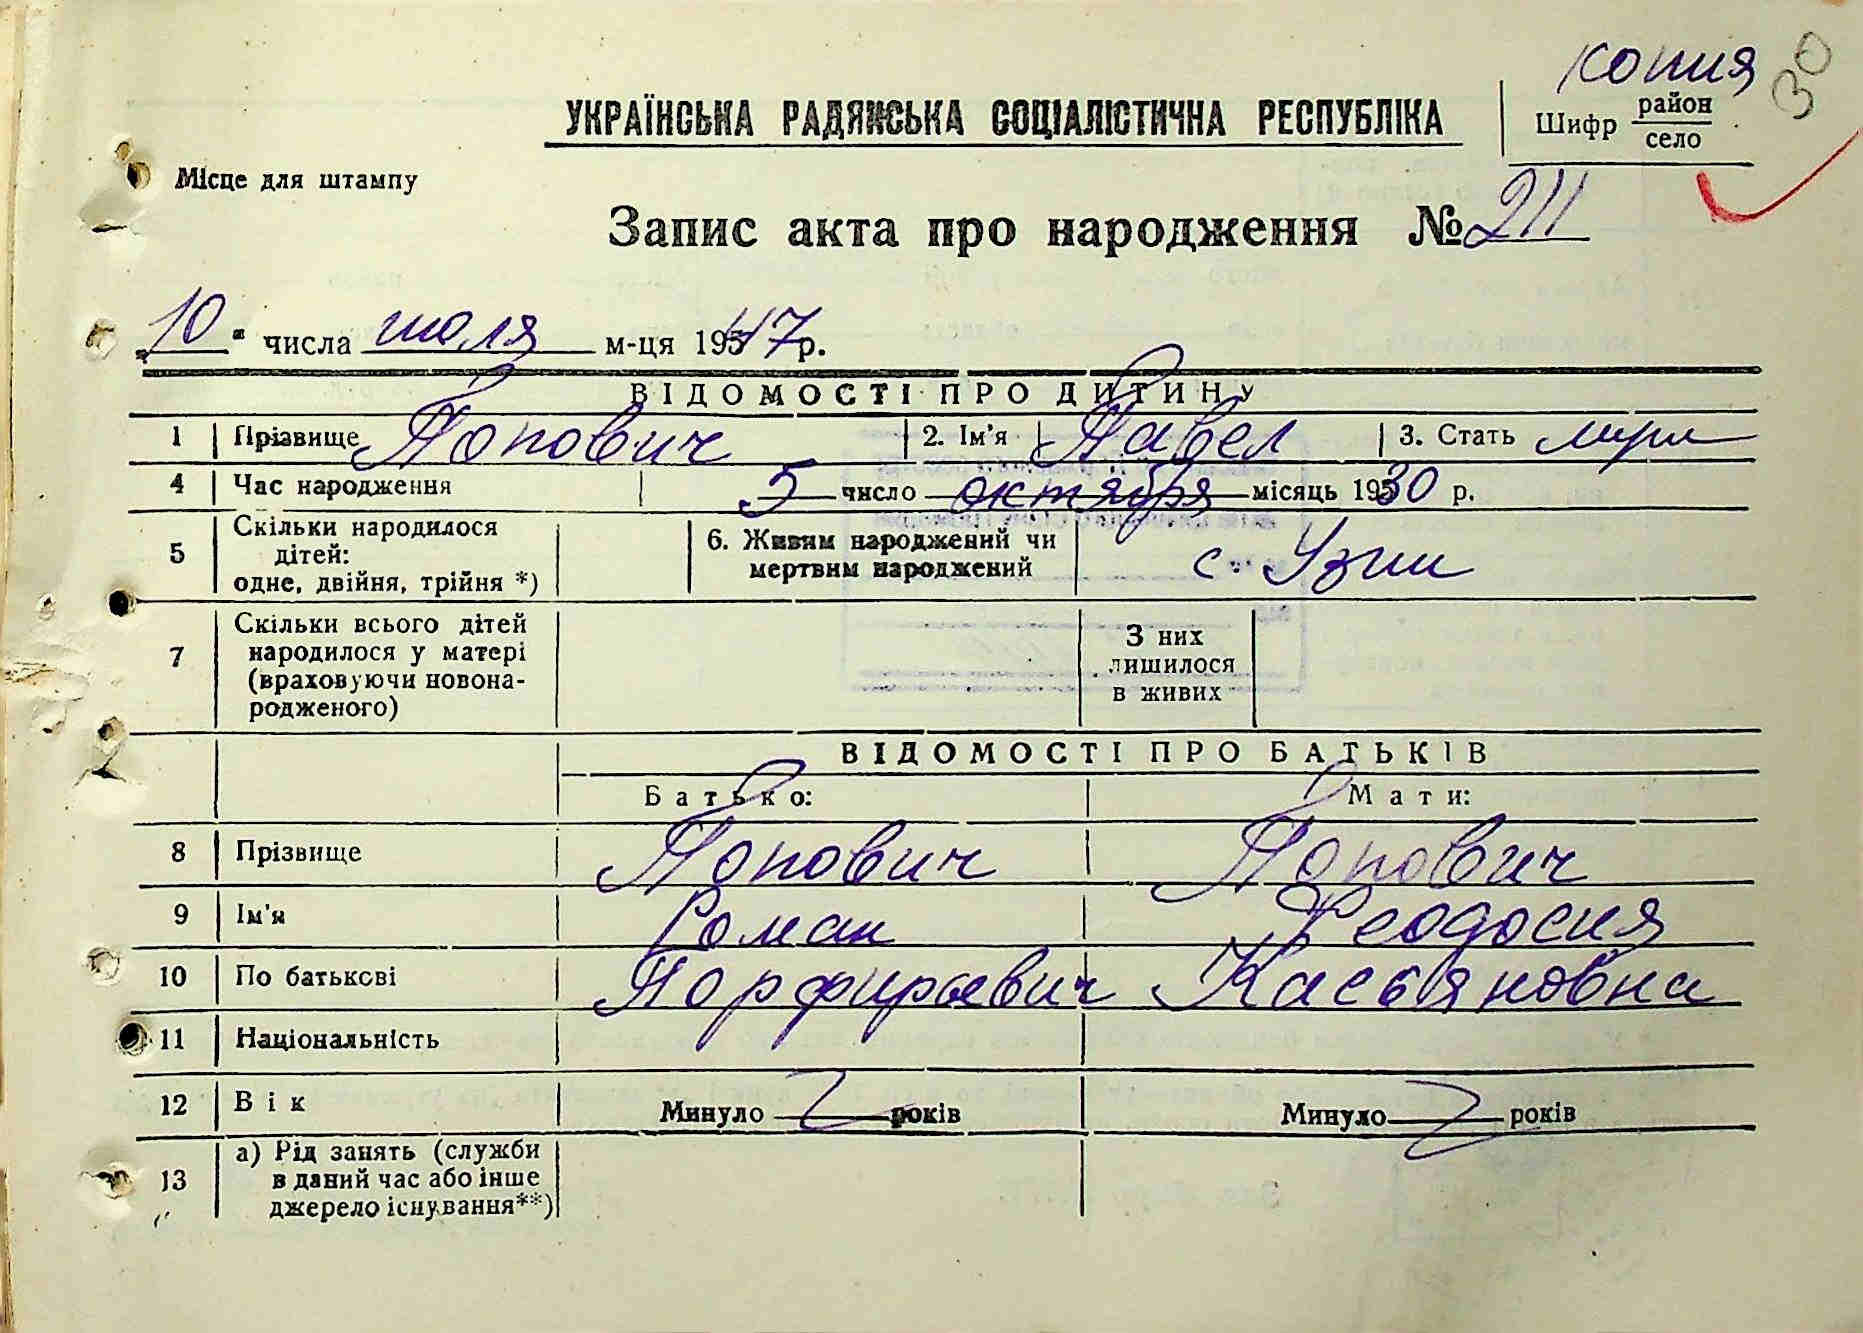 копия
30
УКРАЇНСЬКА РАДЯНСЬКА СОЦІАЛІСТИЧНА РЕСПУБЛІКА
Шифр район
село
Місце для штампу
Запис акта про народження № 211
„10" числа июля м-ця 1947 р.
ВІДОМОСТІ ПРО ДИТИНУ
1 Прізвище Попович 2. Ім'я Павел 3. Стать муж
4 Час народження 5 число октября місяць 1930 р.
5 Скільки народилося дітей: одне, двійня, трійня *) 6. Живим народжений чи мертвим народжений с. Узин
7 Скільки всього дітей народилося у матері (враховуючи новонародженого) З них лишилося в живих
ВІДОМОСТІ ПРО БАТЬКІВ
Батько: Мати:
8 Прізвище Попович Попович
9 Ім'я Роман Феодосия
10 По батькові Порфирьевич Касьяновна
11 Національність
12 Вік Минуло років Минуло років
13 а) Рід занять (служби в даний час або інше джерело існування**)